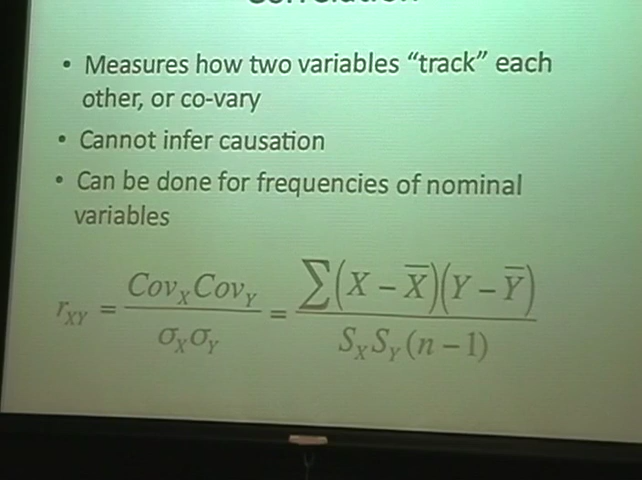 Correlation
• Measures how two variables “track” each
other, or co-vary
• Cannot infer causation
• Can be done for frequencies of nominal
variables
r_XY = Cov_X Cov_Y / σ_X σ_Y = ∑(X – X̅)(Y – Y̅) / S_X S_Y (n – 1)